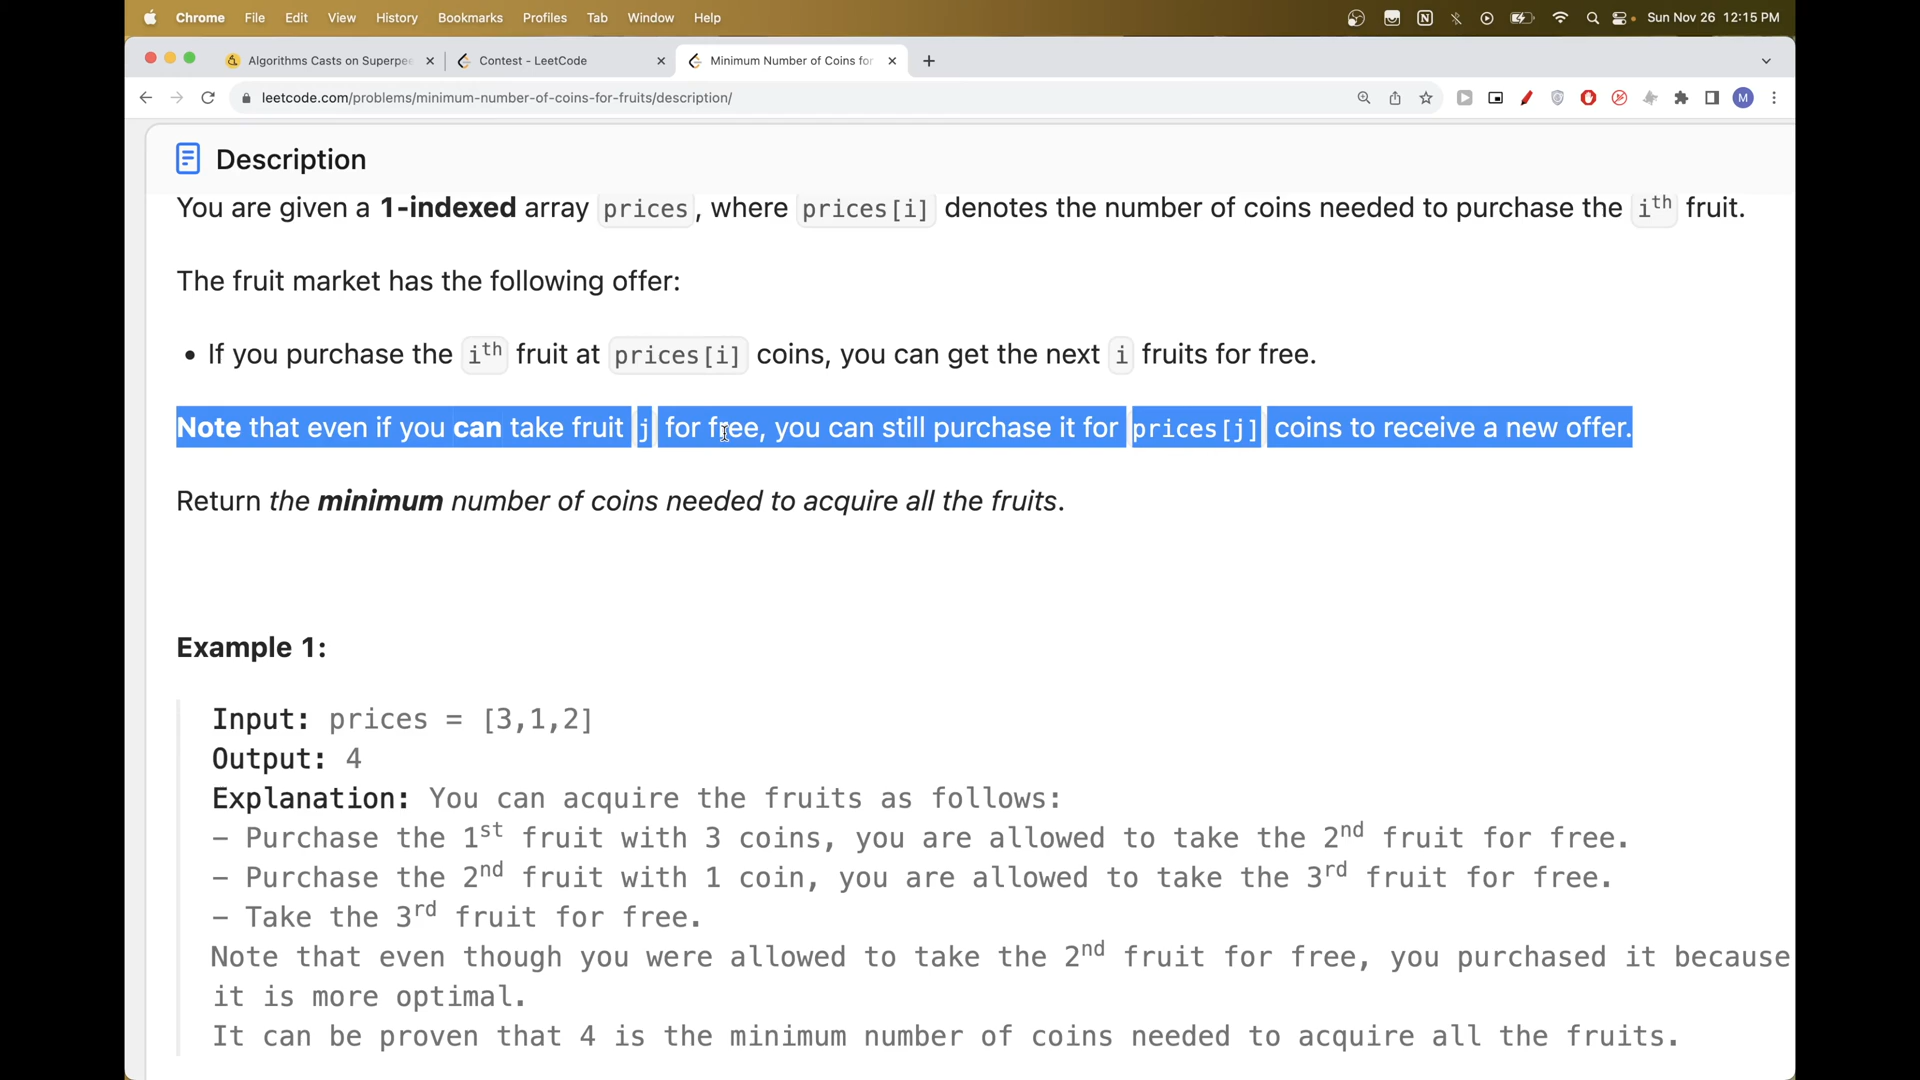 Chrome File Edit View History Bookmarks Profiles Tab Window Help Sun Nov 26 12:15 PM
Algorithms Casts on Superpee Contest - LeetCode Minimum Number of Coins for
leetcode.com/problems/minimum-number-of-coins-for-fruits/description/ M
Description
You are given a 1-indexed array prices, where prices[i] denotes the number of coins needed to purchase the ith fruit.
The fruit market has the following offer:
• If you purchase the ith fruit at prices[i] coins, you can get the next i fruits for free.
Note that even if you can take fruit j for free, you can still purchase it for prices[j] coins to receive a new offer.
Return the minimum number of coins needed to acquire all the fruits.
Example 1:
Input: prices = [3,1,2]
Output: 4
Explanation: You can acquire the fruits as follows:
– Purchase the 1st fruit with 3 coins, you are allowed to take the 2nd fruit for free.
– Purchase the 2nd fruit with 1 coin, you are allowed to take the 3rd fruit for free.
– Take the 3rd fruit for free.
Note that even though you were allowed to take the 2nd fruit for free, you purchased it because
it is more optimal.
It can be proven that 4 is the minimum number of coins needed to acquire all the fruits.